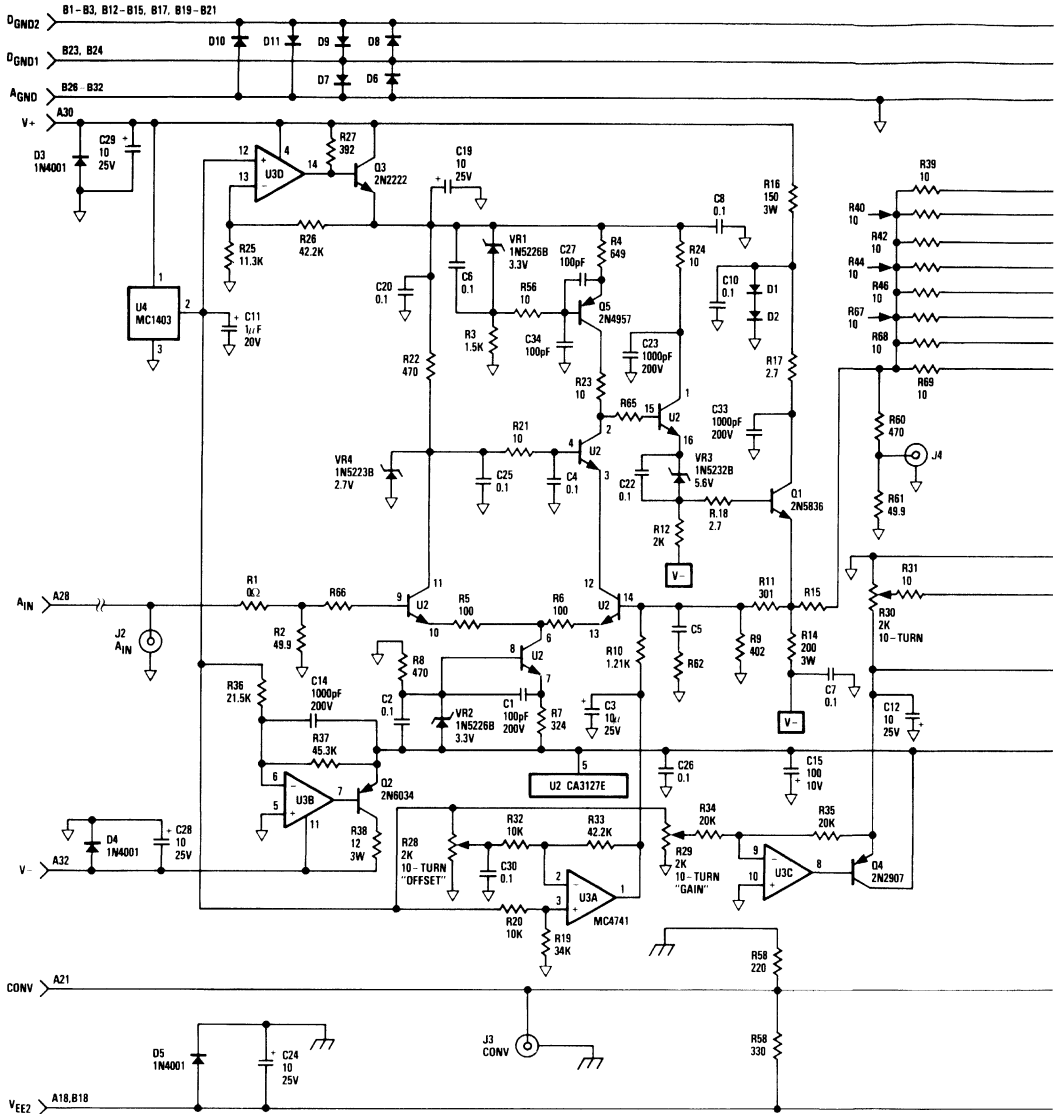 DGND2 B1-B3, B12-B15, B17, B19-B21
D10 D11 D9 D8
DGND1 B23, B24
D7 D6
AGND B26-B32
V+ A30
D3
1N4001
C29
10
25V
12
13
+
−
U3D
4
14
R27
392
Q3
2N2222
C19
10
25V
R25
11.3K
R26
42.2K
C20
0.1
C6
0.1
VR1
1N5226B
3.3V
C27
100pF
R4
649
R24
10
C8
0.1
R16
150
3W
C10
0.1
D1
D2
R39
10
R40
10
R42
10
R44
10
R46
10
R67
10
R68
10
R69
10
1
U4
MC1403
2
3
C11
1µF
20V
R56
10
Q5
2N4957
R3
1.5K
C34
100pF
C23
1000pF
200V
R22
470
R23
10
R17
2.7
C33
1000pF
200V
R60
470
J4
R61
49.9
R65
15
1
U2
16
VR4
1N5223B
2.7V
R21
10
C25
0.1
C4
0.1
4
2
U2
3
C22
0.1
VR3
1N5232B
5.6V
R.18
2.7
Q1
2N5836
R12
2K
V−
AIN A28
J2
AIN
R1
0Ω
R2
49.9
R66
9
11
U2
10
R5
100
R6
100
12
U2
14
13
R11
301
R15
R31
10
R30
2K
10-TURN
R10
1.21K
C5
R62
R9
402
R14
200
3W
C7
0.1
V−
C12
10
25V
8
6
U2
7
R8
470
C2
0.1
VR2
1N5226B
3.3V
C1
100pF
200V
R7
324
C3
10µ
25V
R36
21.5K
C14
1000pF
200V
R37
45.3K
5
U2 CA3127E
C26
0.1
C15
100
10V
6
5
−
+
U3B
7
11
Q2
2N6034
R38
12
3W
D4
1N4001
C28
10
25V
V− A32
R28
2K
10-TURN
"OFFSET"
R32
10K
R33
42.2K
C30
0.1
2
3
−
+
U3A
1
MC4741
R20
10K
R19
34K
R29
2K
10-TURN
"GAIN"
R34
20K
R35
20K
9
10
−
+
U3C
8
Q4
2N2907
R58
220
CONV A21
J3
CONV
R58
330
D5
1N4001
C24
10
25V
VEE2 A18,B18